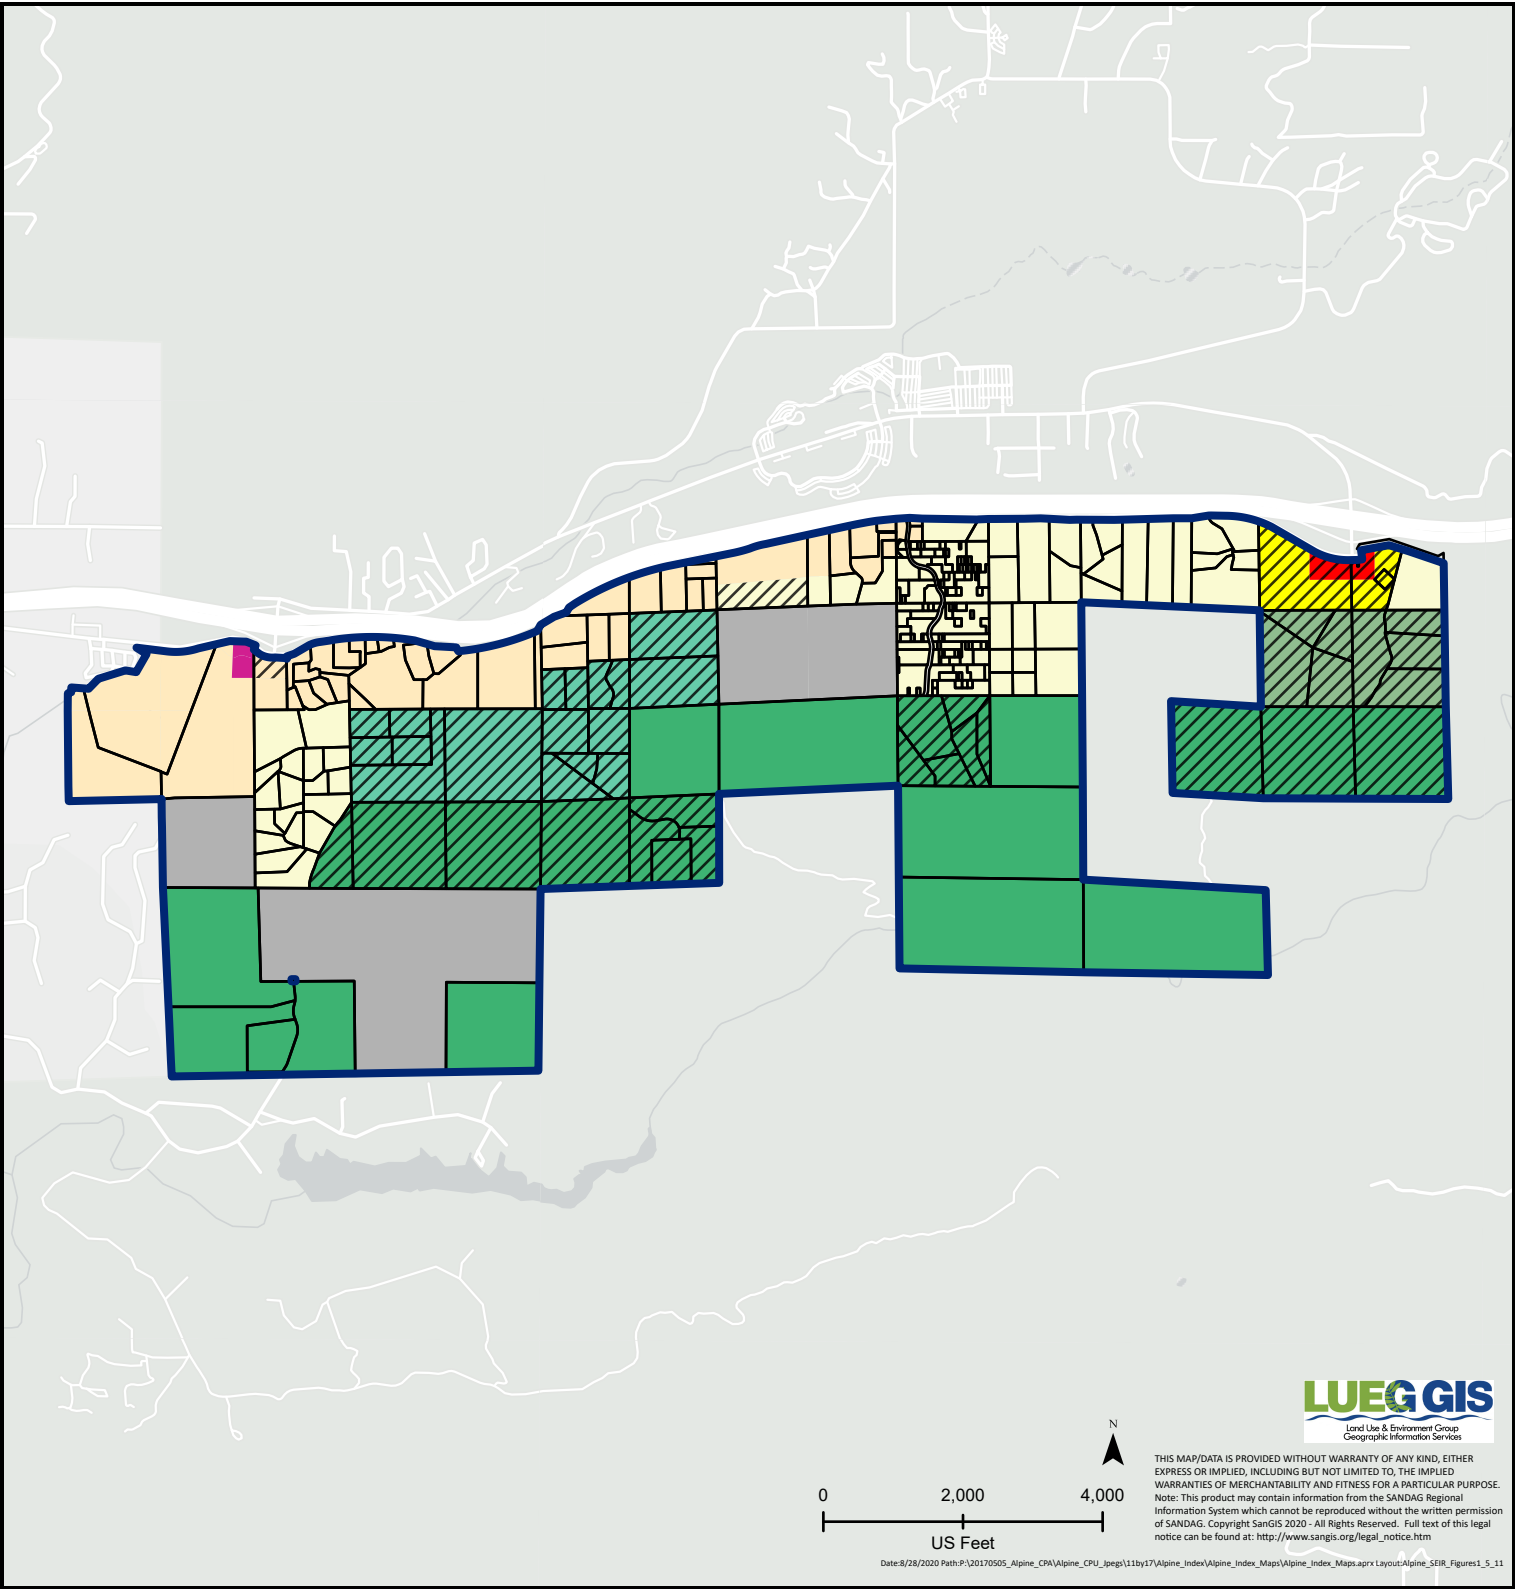 LUEG GIS
Land Use & Environment Group
Geographic Information Services
N
THIS MAP/DATA IS PROVIDED WITHOUT WARRANTY OF ANY KIND, EITHER
EXPRESS OR IMPLIED, INCLUDING BUT NOT LIMITED TO, THE IMPLIED
WARRANTIES OF MERCHANTABILITY AND FITNESS FOR A PARTICULAR PURPOSE.
Note: This product may contain information from the SANDAG Regional
Information System which cannot be reproduced without the written permission
of SANDAG. Copyright SanGIS 2020 - All Rights Reserved. Full text of this legal
notice can be found at: http://www.sangis.org/legal_notice.htm
0 2,000 4,000
US Feet
Date:8/28/2020 Path:P:\20170505_Alpine_CPA\Alpine_CPU_Jpegs\11by17\Alpine_Index\Alpine_Index_Maps\Alpine_Index_Maps.aprx Layout:Alpine_SEIR_Figures1_5_11